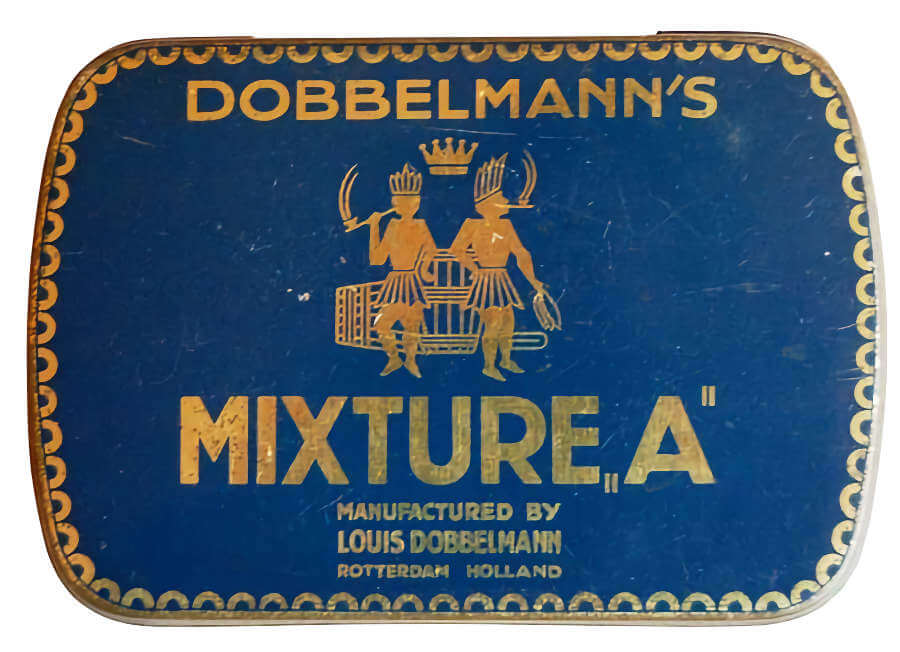 DOBBELMANN'S
MIXTURE „A"
MANUFACTURED BY
LOUIS DOBBELMANN
ROTTERDAM HOLLAND